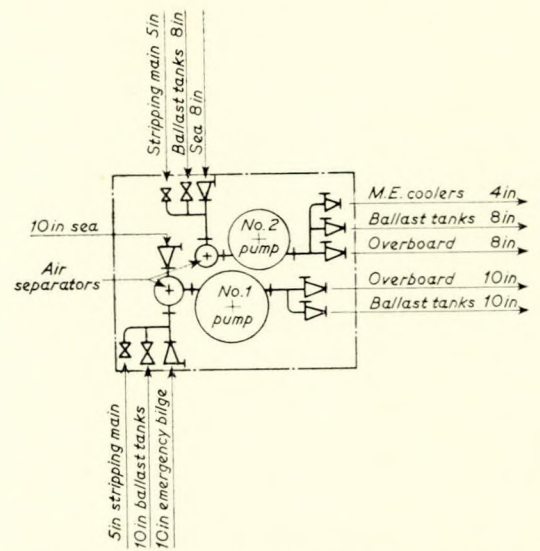 Stripping main 5in
Ballast tanks 8in
Sea 8in
M.E. coolers 4in
Ballast tanks 8in
Overboard 8in
No.2
pump
10in sea
Air
separators
No.1
pump
Overboard 10in
Ballast tanks 10in
5in stripping main
10in ballast tanks
10in emergency bilge